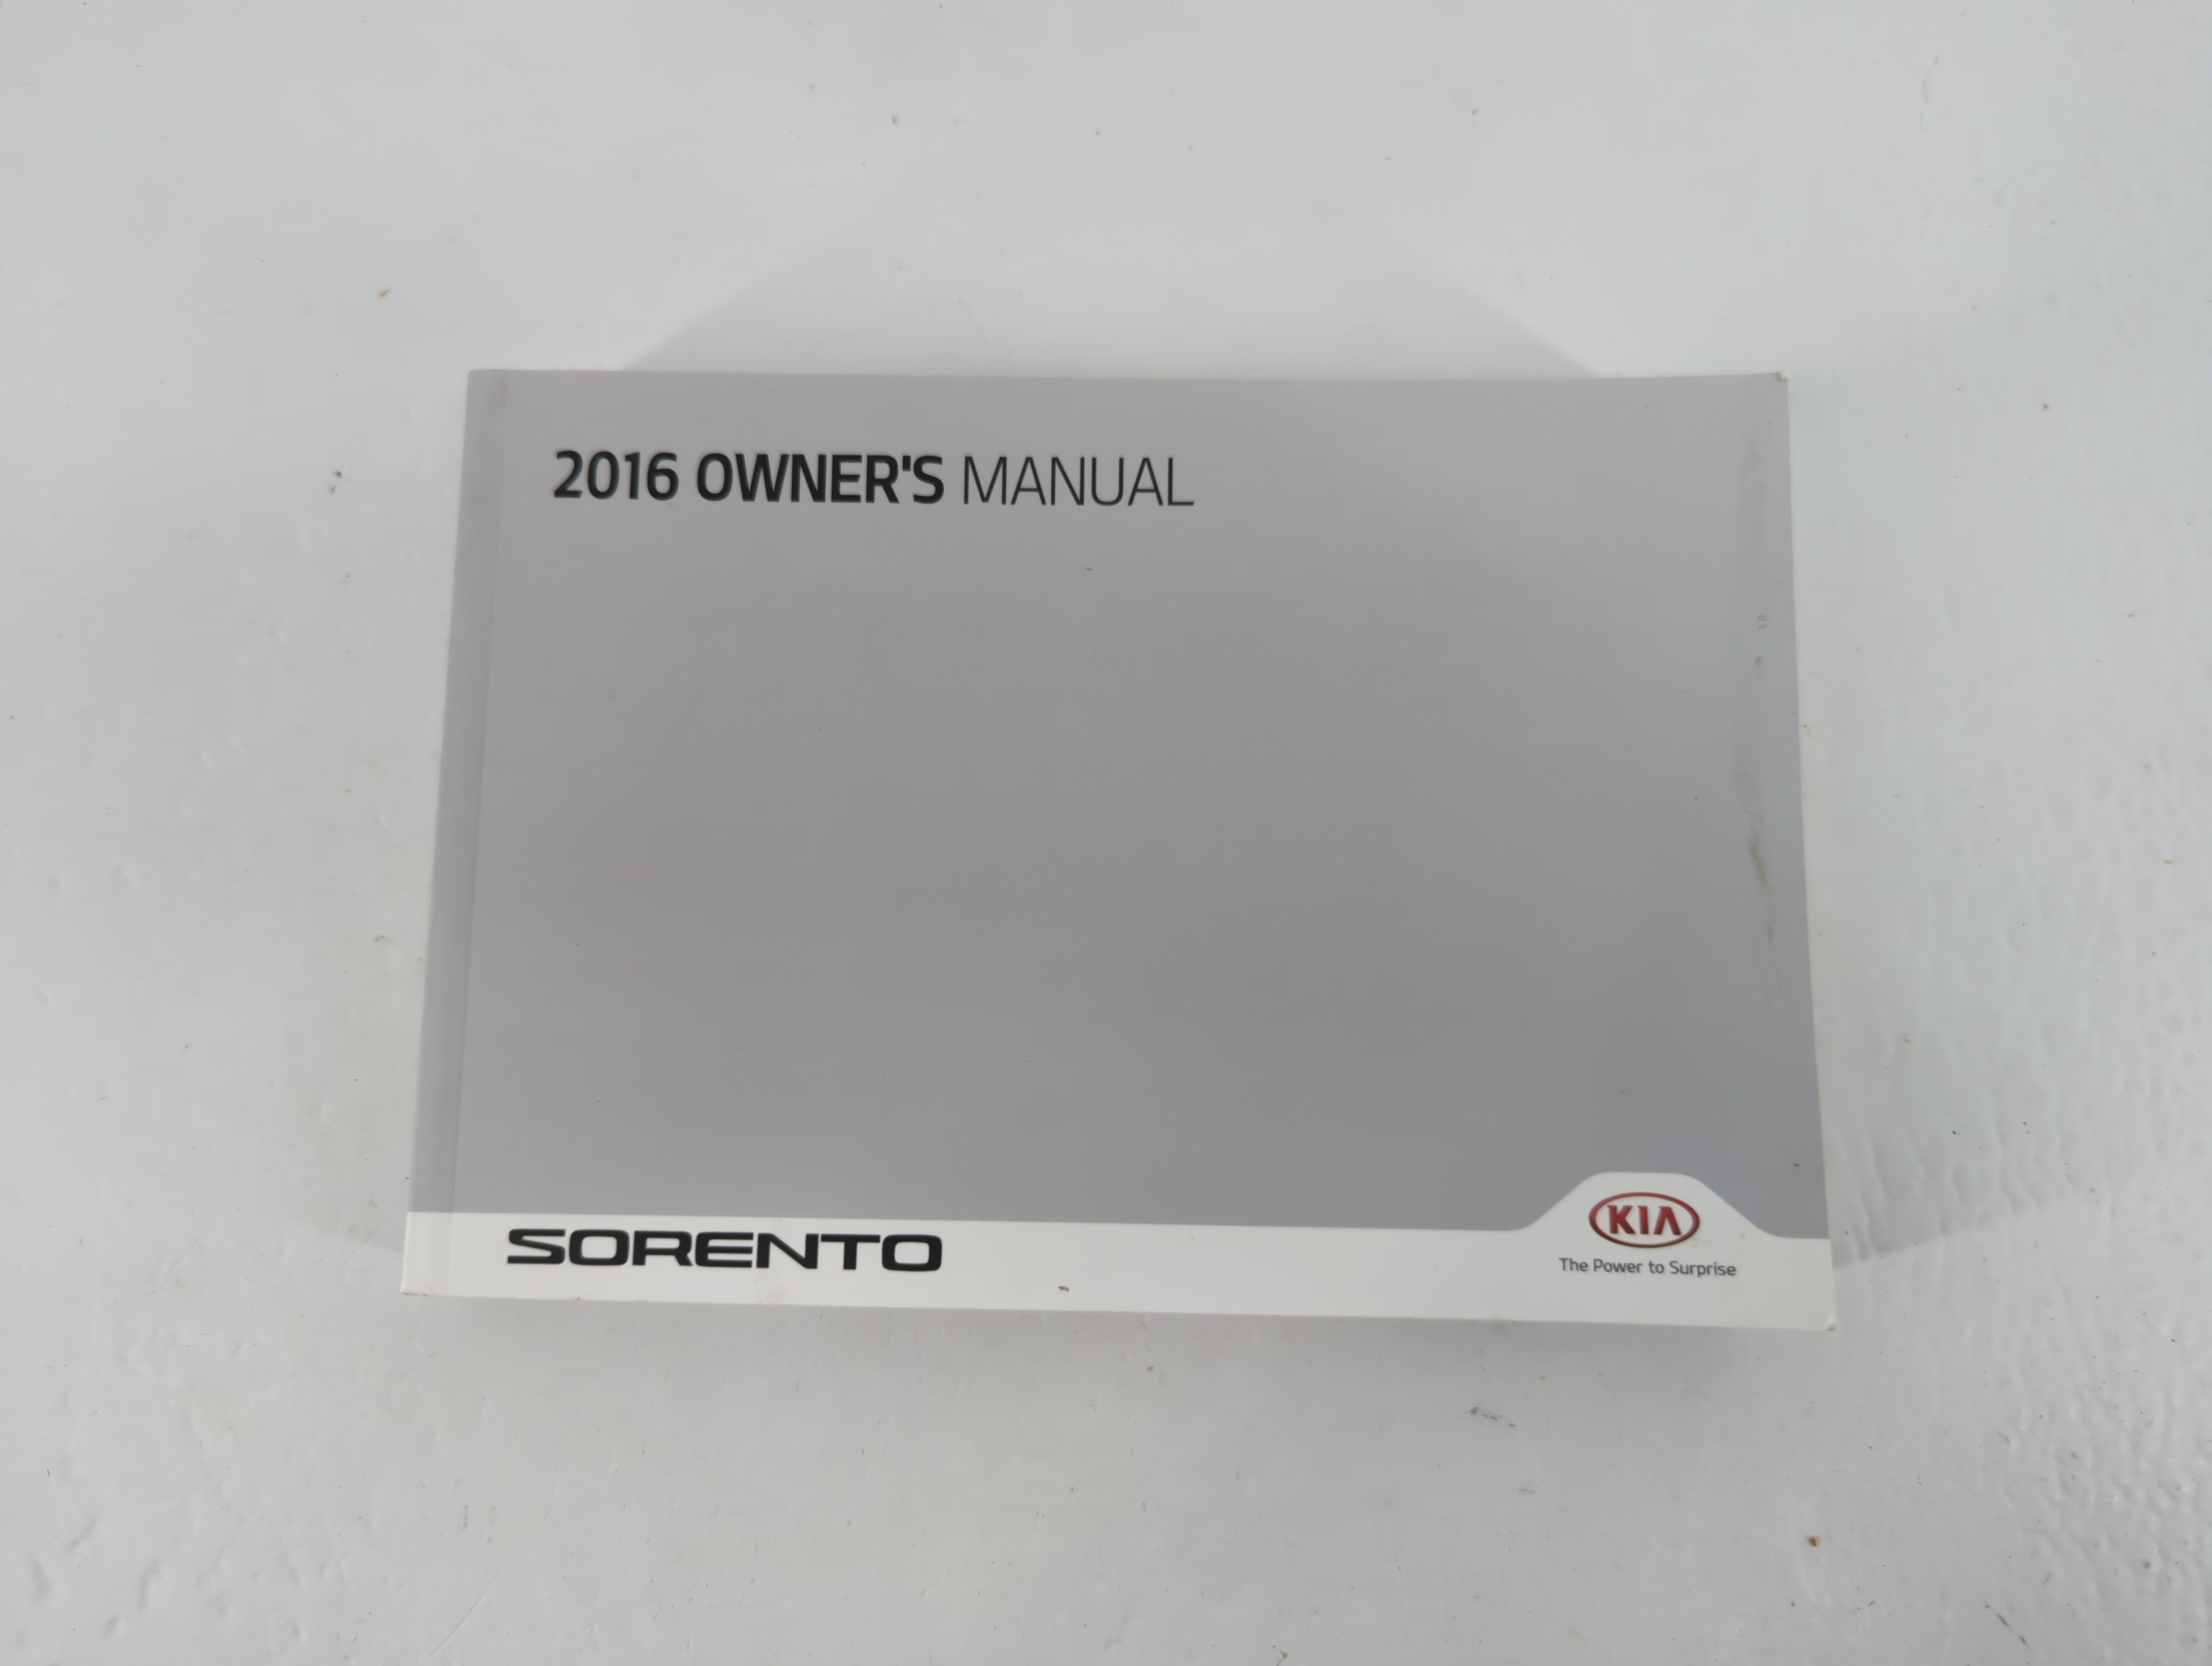 2016 OWNER'S MANUAL
SORENTO
KIA
The Power to Surprise